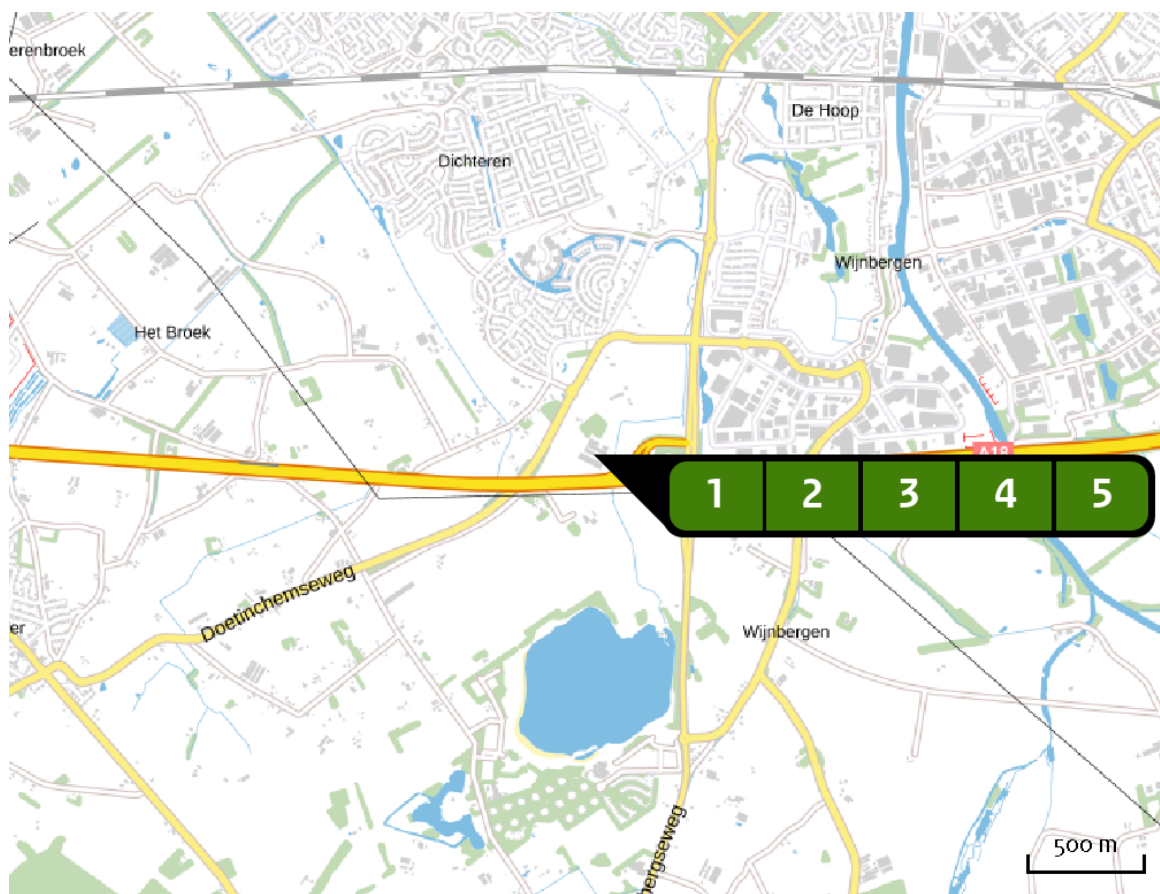 erenbroek
De Hoop
Dichteren
Wijnbergen
Het Broek
A18
1 2 3 4 5
Doetinchemseweg
er
Wijnbergen
bergseweg
500 m